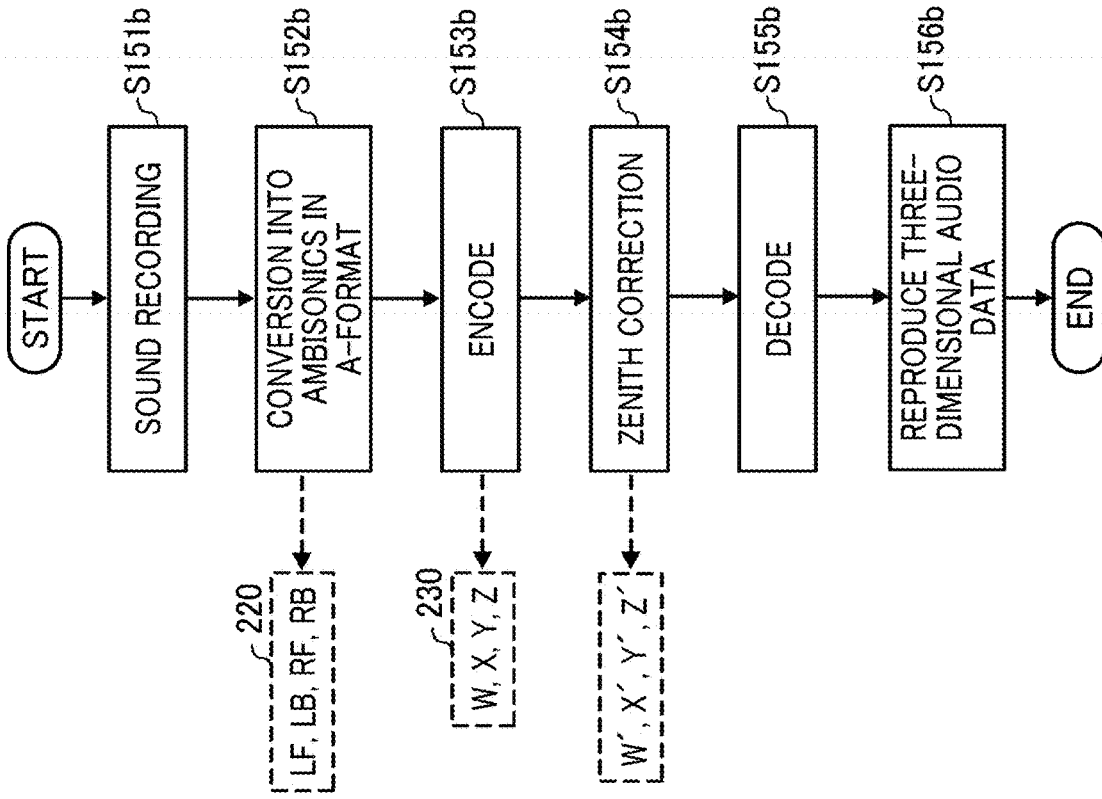 START
SOUND RECORDING
S151b
CONVERSION INTO
AMBISONICS IN
A-FORMAT
S152b
220
LF, LB, RF, RB
ENCODE
S153b
230
W, X, Y, Z
ZENITH CORRECTION
S154b
W´, X´, Y´, Z´
DECODE
S155b
REPRODUCE THREE-
DIMENSIONAL AUDIO
DATA
S156b
END